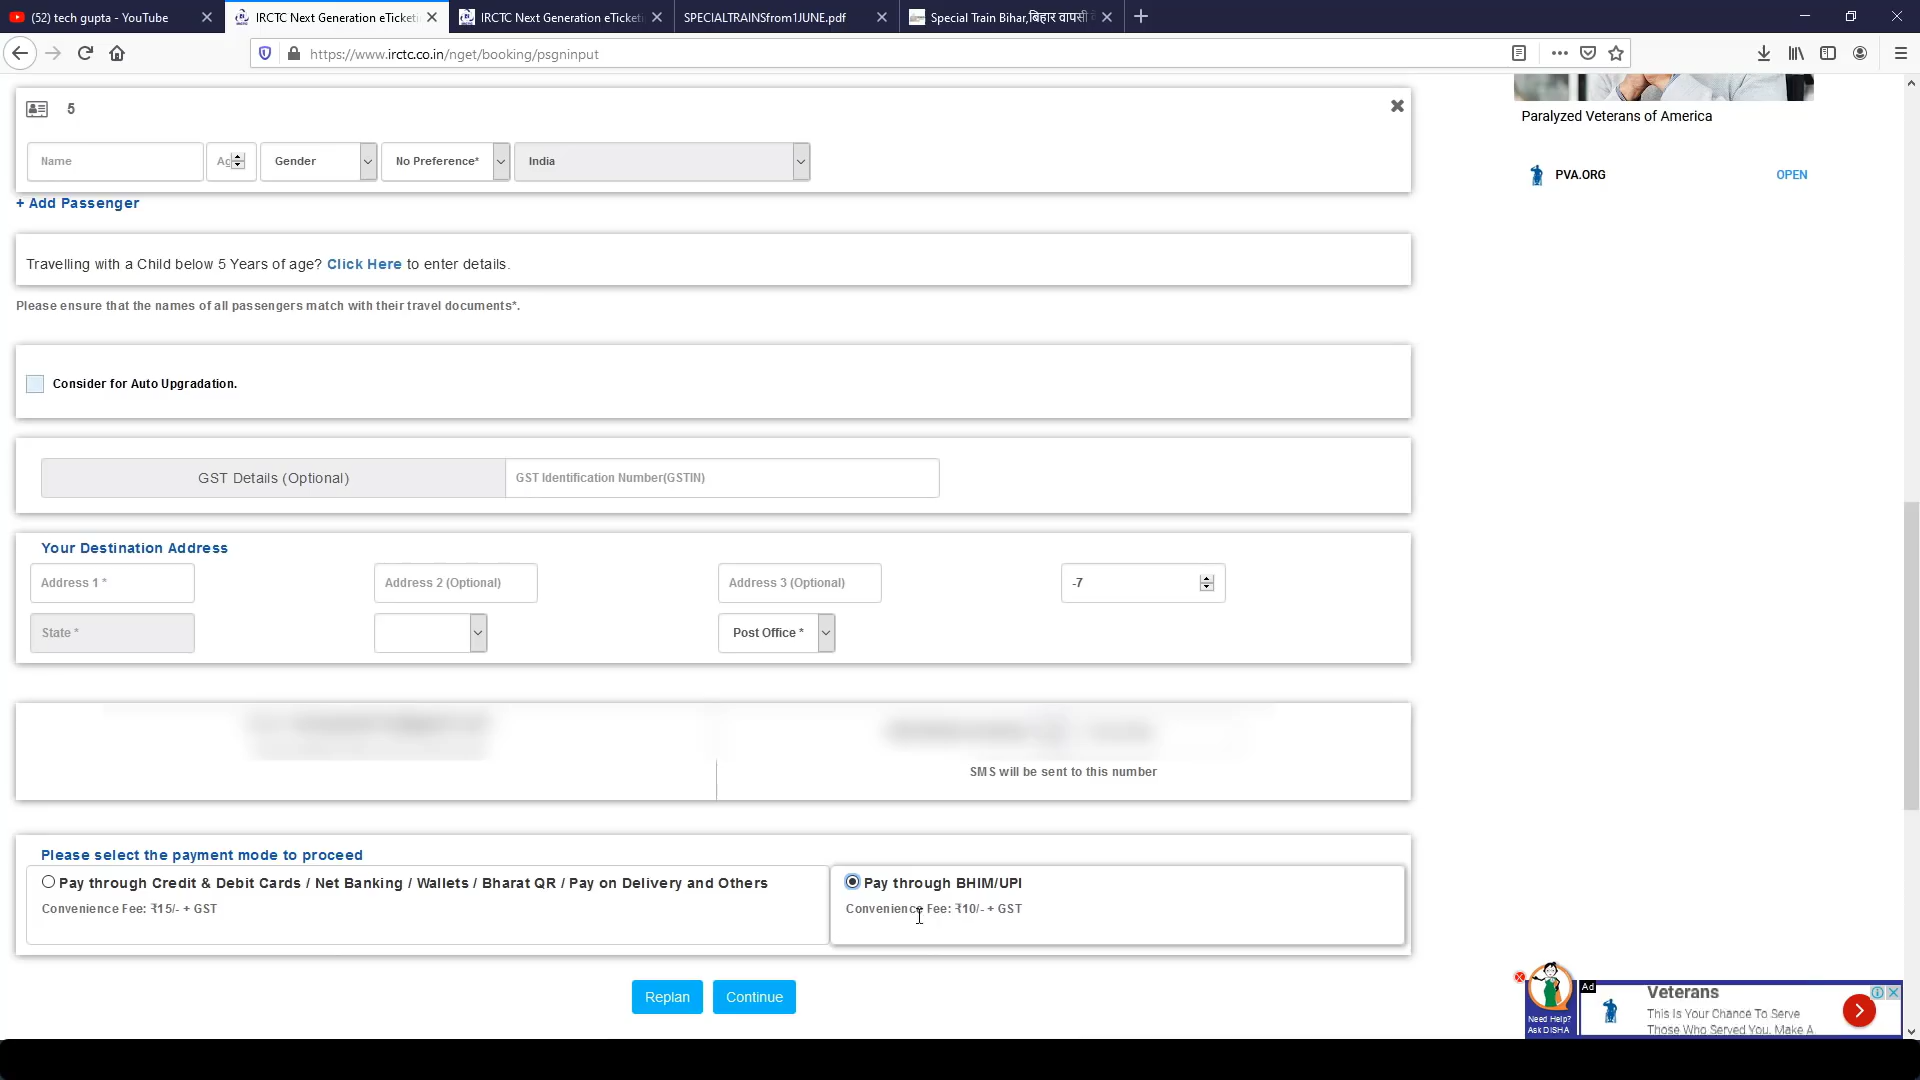 (52) tech gupta - YouTube
IRCTC Next Generation eTicketi
IRCTC Next Generation eTicketi
SPECIALTRAINSfrom1JUNE.pdf
Special Train Bihar,बिहार वापसी
https://www.irctc.co.in/nget/booking/psgninput
5
Name
Ag
Gender
No Preference*
India
+ Add Passenger
Travelling with a Child below 5 Years of age? Click Here to enter details.
Please ensure that the names of all passengers match with their travel documents*.
Consider for Auto Upgradation.
GST Details (Optional)
GST Identification Number(GSTIN)
Your Destination Address
Address 1 *
Address 2 (Optional)
Address 3 (Optional)
-7
State *
Post Office *
SMS will be sent to this number
Please select the payment mode to proceed
Pay through Credit & Debit Cards / Net Banking / Wallets / Bharat QR / Pay on Delivery and Others
Convenience Fee: ₹15/- + GST
Pay through BHIM/UPI
Convenience Fee: ₹10/- + GST
Replan
Continue
Paralyzed Veterans of America
PVA.ORG
OPEN
Need Help?
Ask DISHA
Ad
Veterans
This Is Your Chance To Serve
Those Who Served You. Make A